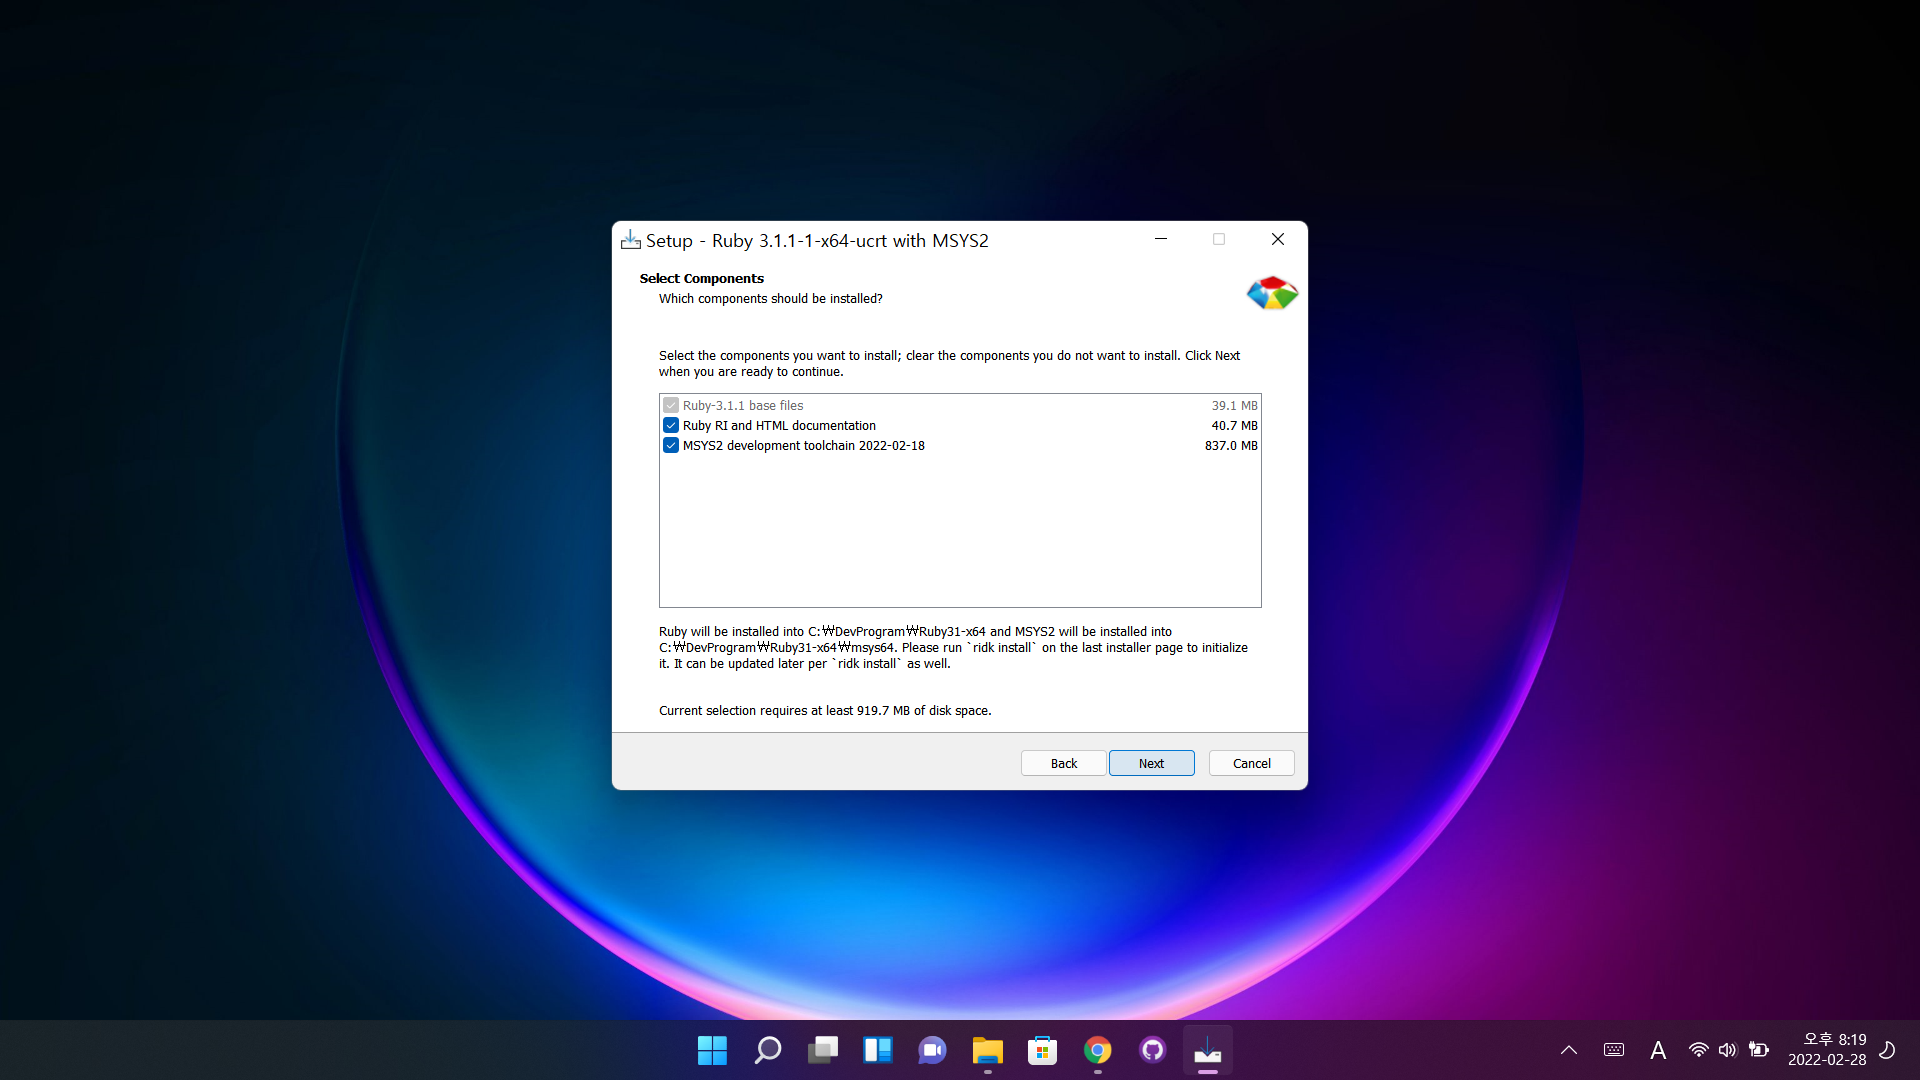 Setup - Ruby 3.1.1-1-x64-ucrt with MSYS2
Select Components
Which components should be installed?
Select the components you want to install; clear the components you do not want to install. Click Next
when you are ready to continue.
Ruby-3.1.1 base files 39.1 MB
Ruby RI and HTML documentation 40.7 MB
MSYS2 development toolchain 2022-02-18 837.0 MB
Ruby will be installed into C:₩DevProgram₩Ruby31-x64 and MSYS2 will be installed into
C:₩DevProgram₩Ruby31-x64₩msys64. Please run `ridk install` on the last installer page to initialize
it. It can be updated later per `ridk install` as well.
Current selection requires at least 919.7 MB of disk space.
Back Next Cancel
A
오후 8:19
2022-02-28